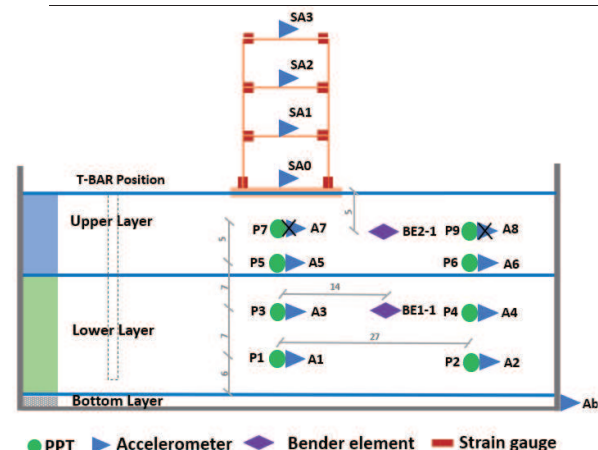 SA3
SA2
SA1
SA0
T-BAR Position
Upper Layer
P7 A7
5
BE2-1
P9 A8
5
P5 A5
P6 A6
7
14
Lower Layer
P3 A3
BE1-1
P4 A4
7
27
P1 A1
P2 A2
6
Bottom Layer
Ab
PPT Accelerometer Bender element Strain gauge